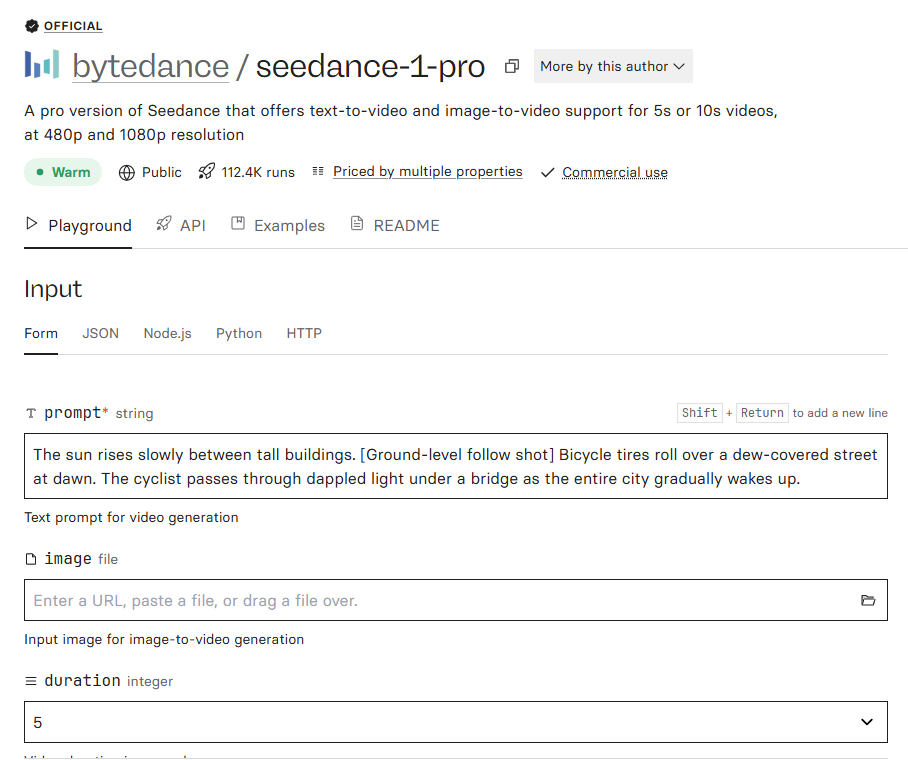 OFFICIAL
bytedance / seedance-1-pro
More by this author
A pro version of Seedance that offers text-to-video and image-to-video support for 5s or 10s videos,
at 480p and 1080p resolution
Warm Public 112.4K runs Priced by multiple properties Commercial use
Playground API Examples README
Input
Form JSON Node.js Python HTTP
prompt* string Shift + Return to add a new line
The sun rises slowly between tall buildings. [Ground-level follow shot] Bicycle tires roll over a dew-covered street
at dawn. The cyclist passes through dappled light under a bridge as the entire city gradually wakes up.
Text prompt for video generation
image file
Enter a URL, paste a file, or drag a file over.
Input image for image-to-video generation
duration integer
5